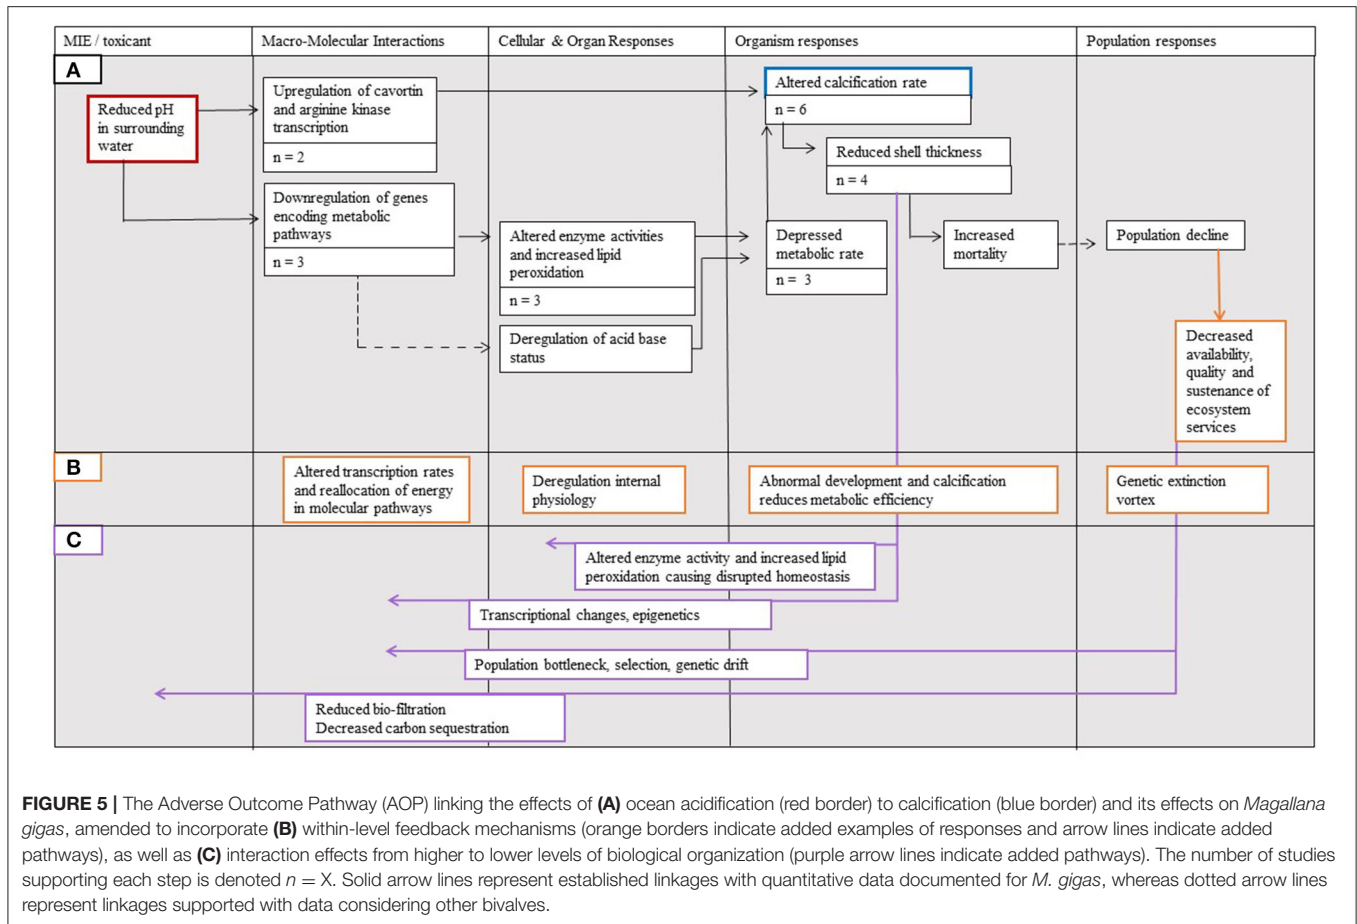 MIE / toxicant
Macro-Molecular Interactions
Cellular & Organ Responses
Organism responses
Population responses
A
Reduced pH
in surrounding
water
Upregulation of cavortin
and arginine kinase
transcription
n = 2
Downregulation of genes
encoding metabolic
pathways
n = 3
Altered enzyme activities
and increased lipid
peroxidation
n = 3
Deregulation of acid base
status
Altered calcification rate
n = 6
Reduced shell thickness
n = 4
Depressed
metabolic rate
n = 3
Increased
mortality
Population decline
Decreased
availability,
quality and
sustenance of
ecosystem
services
B
Altered transcription rates
and reallocation of energy
in molecular pathways
Deregulation internal
physiology
Abnormal development and calcification
reduces metabolic efficiency
Genetic extinction
vortex
C
Altered enzyme activity and increased lipid
peroxidation causing disrupted homeostasis
Transcriptional changes, epigenetics
Population bottleneck, selection, genetic drift
Reduced bio-filtration
Decreased carbon sequestration
FIGURE 5 | The Adverse Outcome Pathway (AOP) linking the effects of (A) ocean acidification (red border) to calcification (blue border) and its effects on Magallana
gigas, amended to incorporate (B) within-level feedback mechanisms (orange borders indicate added examples of responses and arrow lines indicate added
pathways), as well as (C) interaction effects from higher to lower levels of biological organization (purple arrow lines indicate added pathways). The number of studies
supporting each step is denoted n = X. Solid arrow lines represent established linkages with quantitative data documented for M. gigas, whereas dotted arrow lines
represent linkages supported with data considering other bivalves.